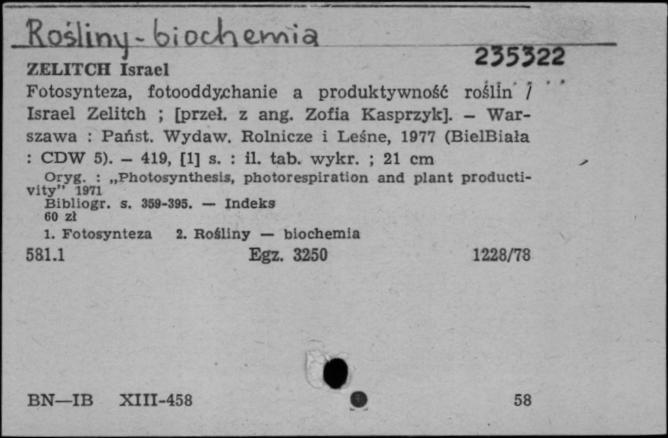 Rośliny - biochemia
235322
ZELITCH Israel
Fotosynteza, fotooddychanie a produktywność roślin /
Israel Zelitch ; [przeł. z ang. Zofia Kasprzyk]. — War-
szawa : Państ. Wydaw. Rolnicze i Leśne, 1977 (BielBiała
: CDW 5). — 419, [1] s. : il. tab. wykr. ; 21 cm
Oryg. : „Photosynthesis, photorespiration and plant producti-
vity” 1971
Bibliogr. s. 359-395. — Indeks
60 zł
1. Fotosynteza 2. Rośliny — biochemia
581.1 Egz. 3250 1228/78
BN—IB XIII-458 58